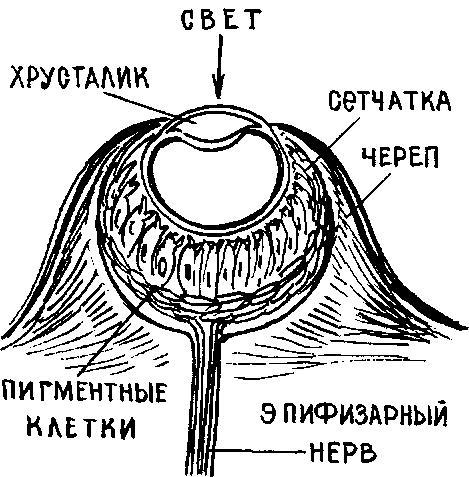 СВЕТ
ХРУСТАЛИК
СЕТЧАТКА
ЧЕРЕП
ПИГМЕНТНЫЕ
КЛЕТКИ
ЭПИФИЗАРНЫЙ
НЕРВ